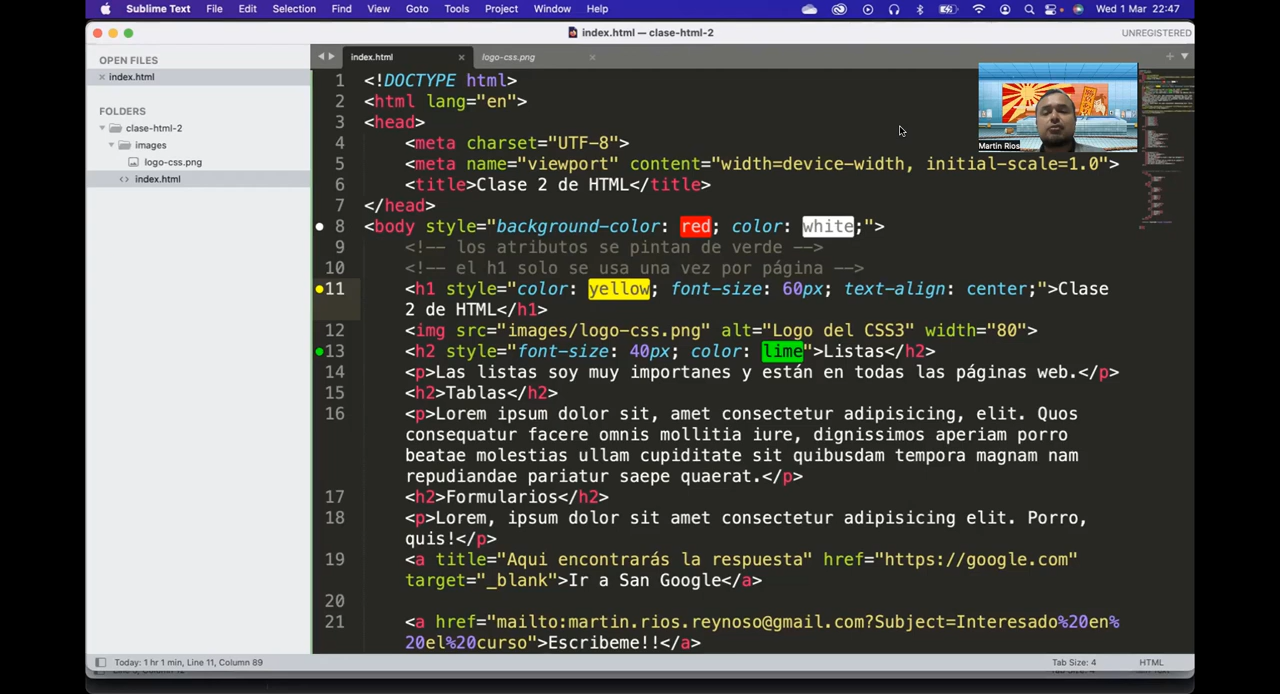 Sublime Text File Edit Selection Find View Goto Tools Project Window Help Wed 1 Mar 22:47
index.html — clase-html-2
UNREGISTERED
OPEN FILES
index.html
FOLDERS
clase-html-2
images
logo-css.png
index.html
index.html
logo-css.png
1 <!DOCTYPE html>
2 <html lang="en">
3 <head>
4 <meta charset="UTF-8">
5 <meta name="viewport" content="width=device-width, initial-scale=1.0">
6 <title>Clase 2 de HTML</title>
7 </head>
8 <body style="background-color: red; color: white;">
9 <!-- los atributos se pintan de verde -->
10 <!-- el h1 solo se usa una vez por página -->
11 <h1 style="color: yellow; font-size: 60px; text-align: center;">Clase
2 de HTML</h1>
12 <img src="images/logo-css.png" alt="Logo del CSS3" width="80">
13 <h2 style="font-size: 40px; color: lime">Listas</h2>
14 <p>Las listas soy muy importanes y están en todas las páginas web.</p>
15 <h2>Tablas</h2>
16 <p>Lorem ipsum dolor sit, amet consectetur adipisicing, elit. Quos
consequatur facere omnis mollitia iure, dignissimos aperiam porro
beatae molestias ullam cupiditate sit quibusdam tempora magnam nam
repudiandae pariatur saepe quaerat.</p>
17 <h2>Formularios</h2>
18 <p>Lorem, ipsum dolor sit amet consectetur adipisicing elit. Porro,
quis!</p>
19 <a title="Aqui encontrarás la respuesta" href="https://google.com"
target="_blank">Ir a San Google</a>
20
21 <a href="mailto:martin.rios.reynoso@gmail.com?Subject=Interesado%20en%
20el%20curso">Escribeme!!</a>
Martin Rios
Today: 1 hr 1 min, Line 11, Column 89
Tab Size: 4
HTML